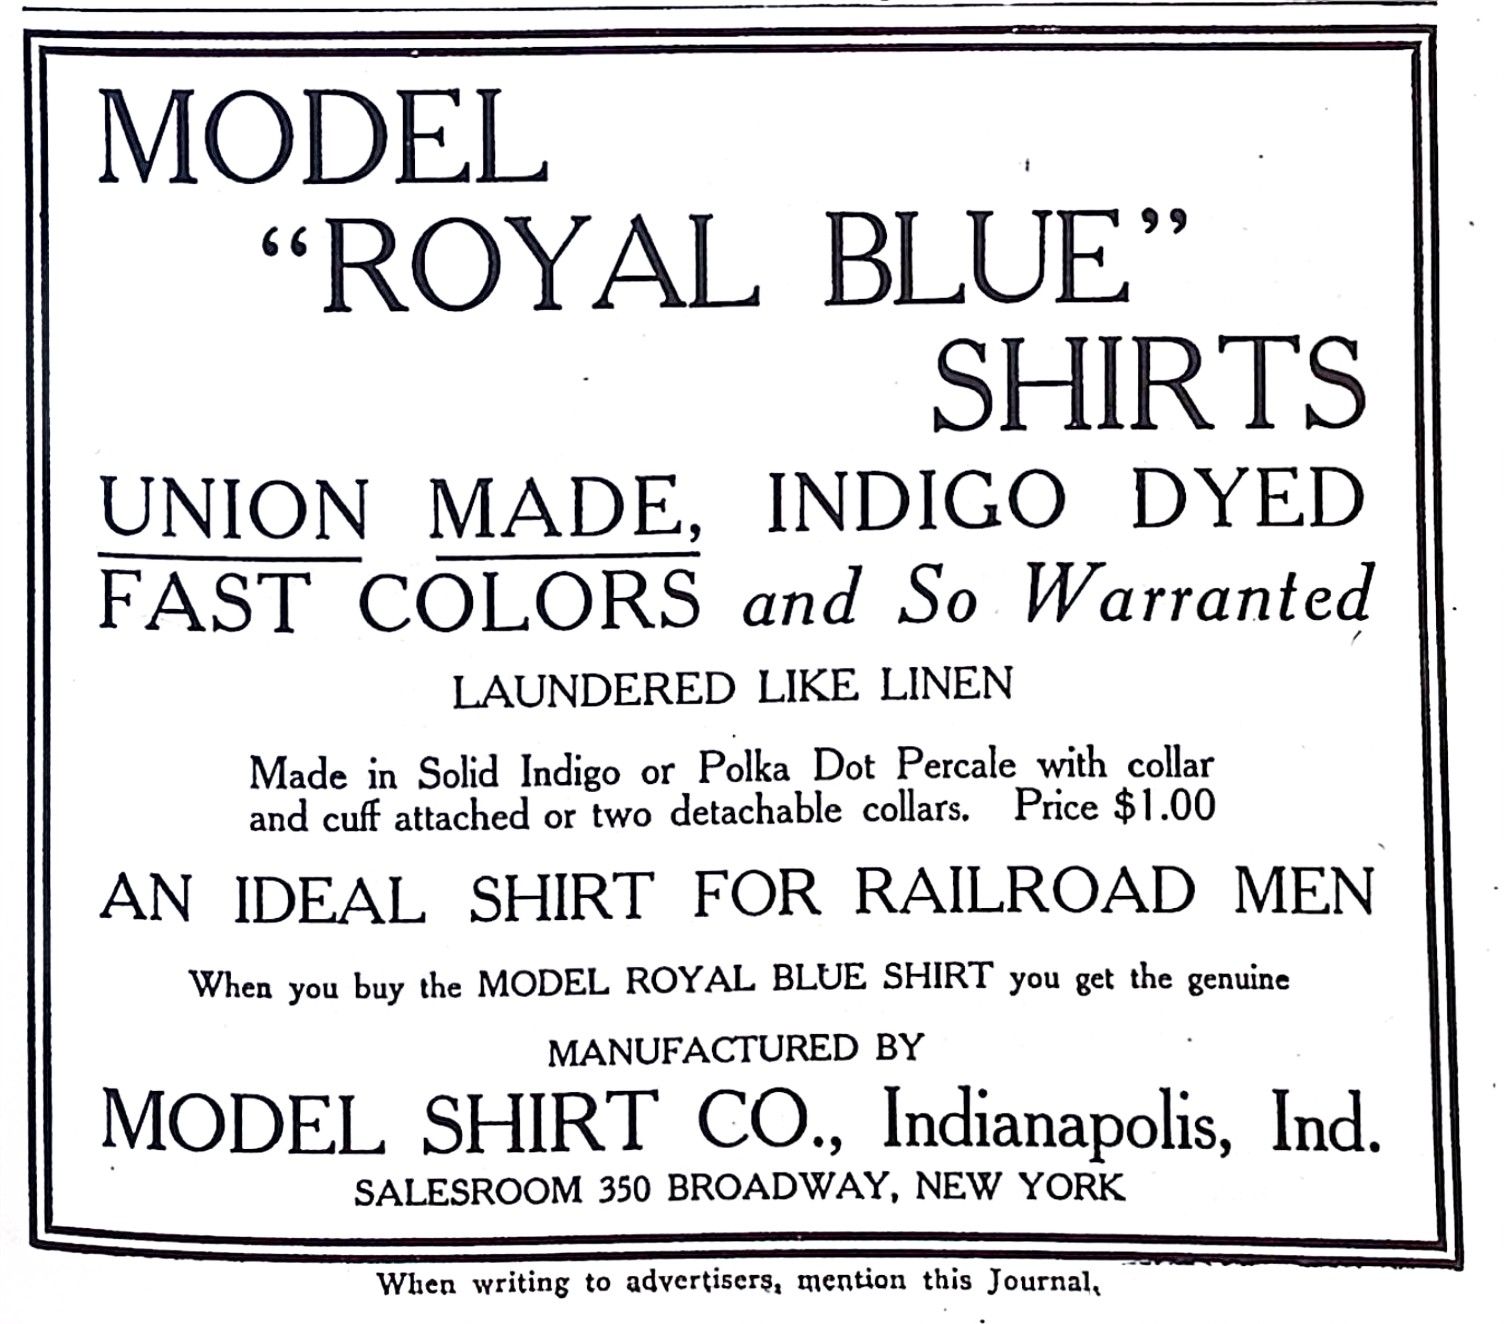 MODEL
“ROYAL BLUE”
SHIRTS
UNION MADE, INDIGO DYED
FAST COLORS and So Warranted
LAUNDERED LIKE LINEN
Made in Solid Indigo or Polka Dot Percale with collar
and cuff attached or two detachable collars. Price $1.00
AN IDEAL SHIRT FOR RAILROAD MEN
When you buy the MODEL ROYAL BLUE SHIRT you get the genuine
MANUFACTURED BY
MODEL SHIRT CO., Indianapolis, Ind.
SALESROOM 350 BROADWAY, NEW YORK
When writing to advertisers, mention this Journal.